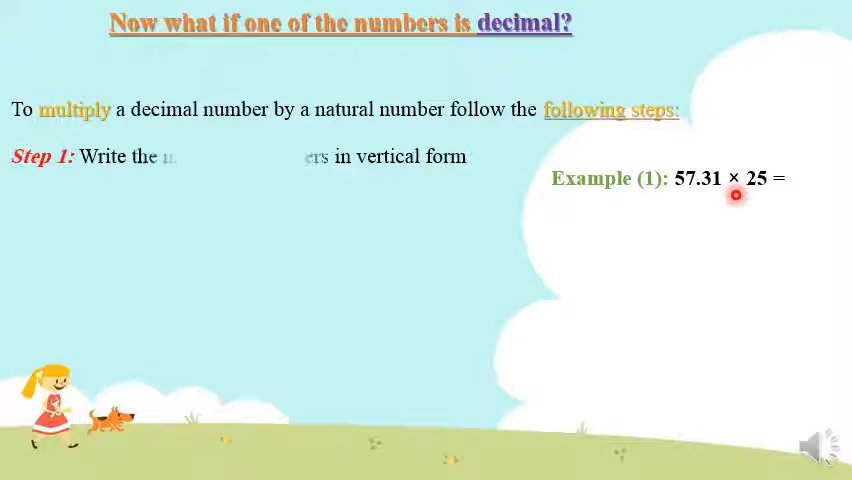 Now what if one of the numbers is decimal?
To multiply a decimal number by a natural number follow the following steps:
Step 1: Write the in vertical form
Example (1): 57.31 × 25 =